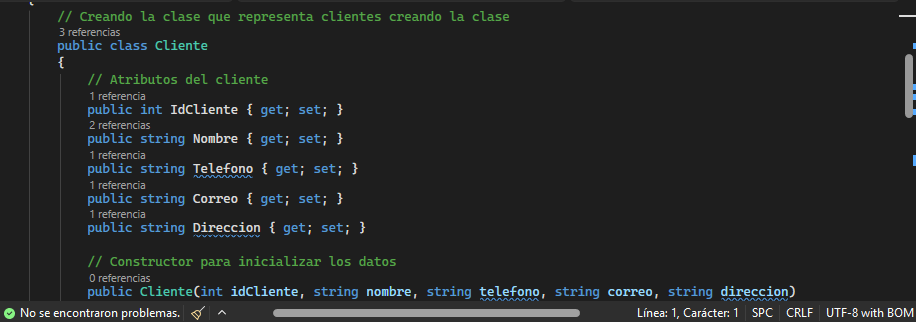 {
// Creando la clase que representa clientes creando la clase
3 referencias
public class Cliente
{
// Atributos del cliente
1 referencia
public int IdCliente { get; set; }
2 referencias
public string Nombre { get; set; }
1 referencia
public string Telefono { get; set; }
1 referencia
public string Correo { get; set; }
1 referencia
public string Direccion { get; set; }
// Constructor para inicializar los datos
0 referencias
public Cliente(int idCliente, string nombre, string telefono, string correo, string direccion)
No se encontraron problemas. Línea: 1, Carácter: 1 SPC CRLF UTF-8 with BOM